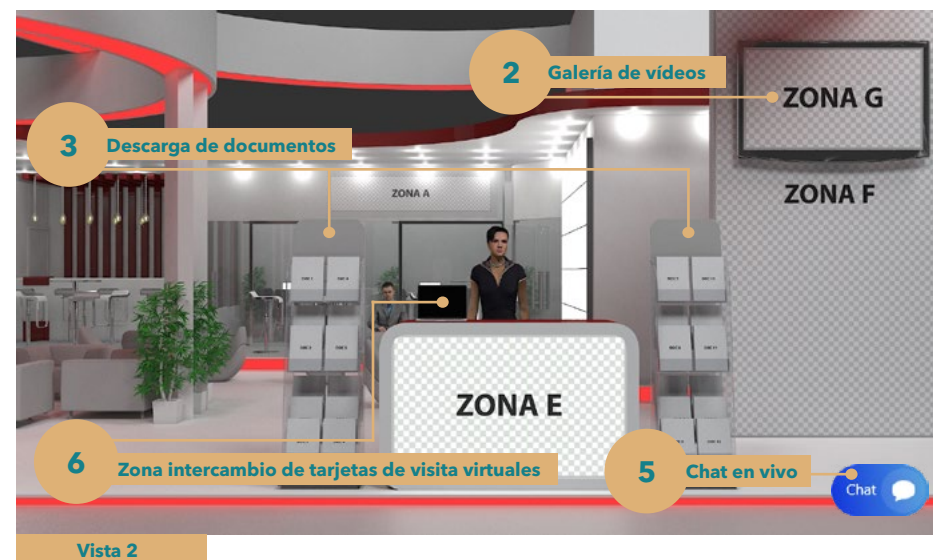 2 Galería de vídeos
ZONA G
3 Descarga de documentos
ZONA A
ZONA F
ZONA E
6 Zona intercambio de tarjetas de visita virtuales
5 Chat en vivo
Chat
Vista 2